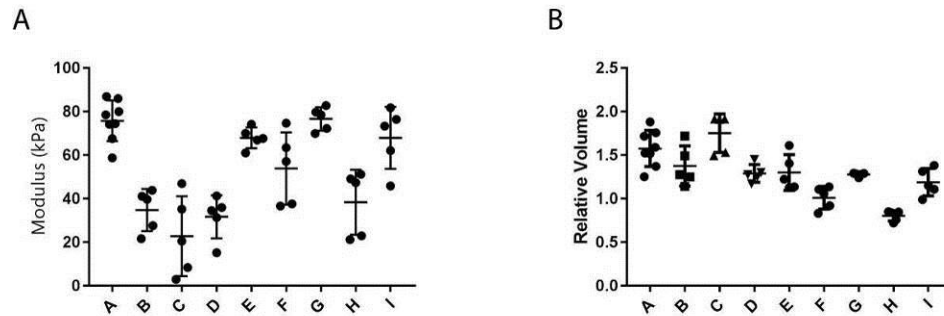 A
Modulus (kPa)
100
80
60
40
20
0
A B C D E F G H I
B
Relative Volume
2.5
2.0
1.5
1.0
0.5
0.0
A B C D E F G H I